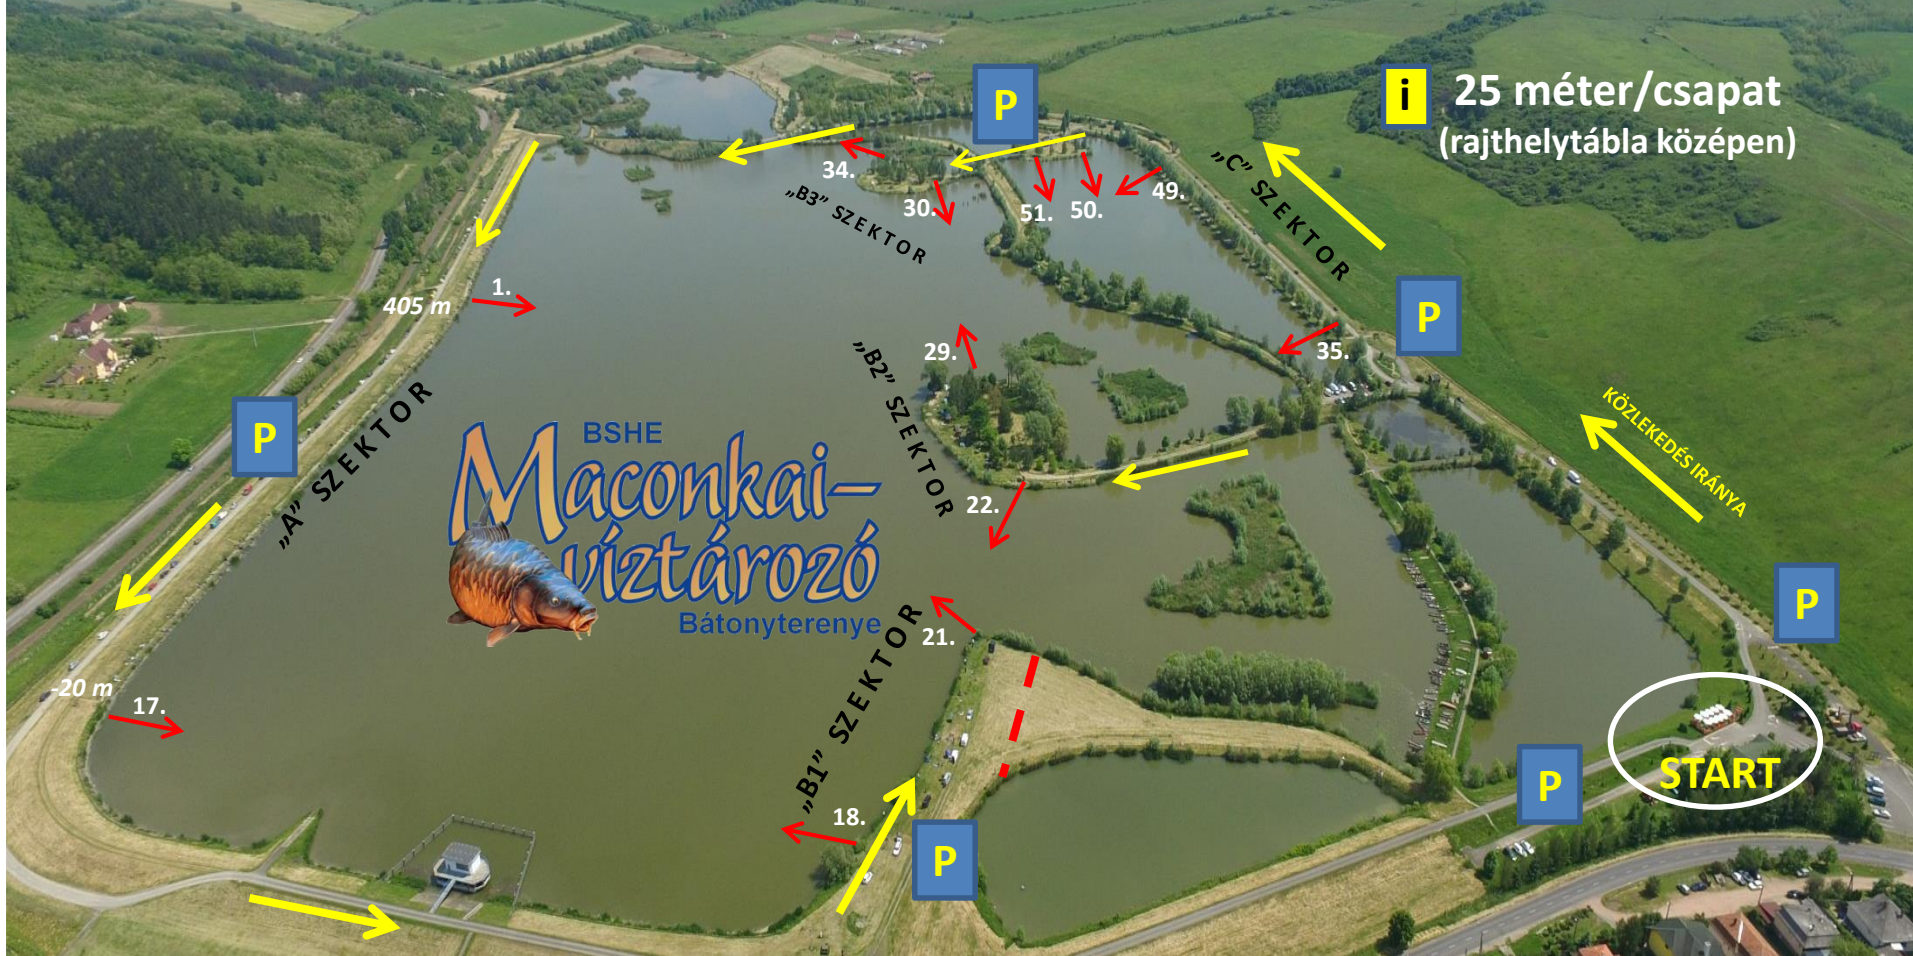 P
i
25 méter/csapat
(rajthelytábla középen)
34.
„B3” SZEKTOR
30.
51.
50.
49.
„C” SZEKTOR
1.
405 m
P
35.
29.
„B2” SZEKTOR
KÖZLEKEDÉS IRÁNYA
P
„A” SZEKTOR
BSHE
Maconkai–
víztározó
Bátonyterenye
22.
P
21.
„B1” SZEKTOR
-20 m
17.
18.
P
P
START